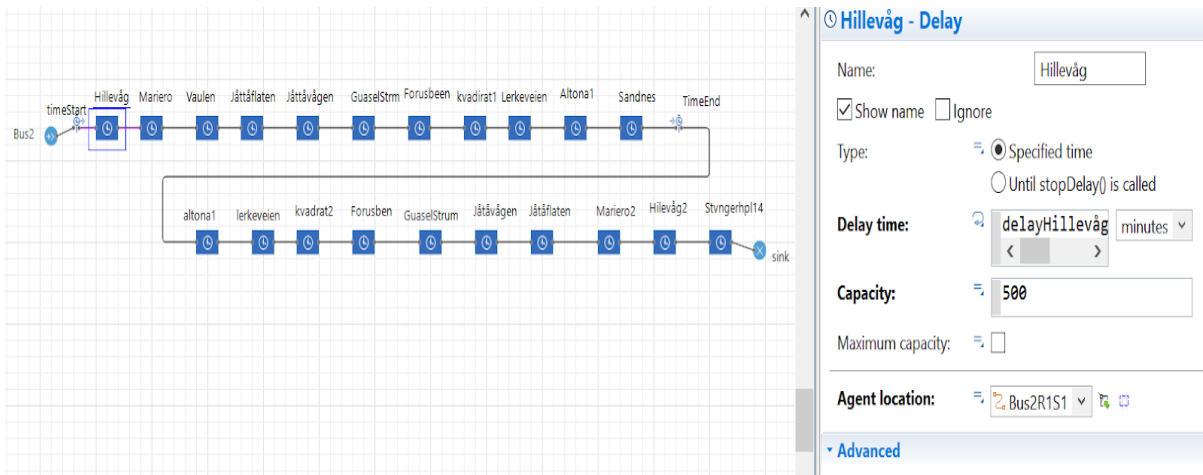 timeStart Hillevåg Mariero Vaulen Jåttåflaten Jåttåvågen GuaselStrm Forusbeen kvadirat1 Lerkeveien Altona1 Sandnes TimeEnd
Bus2
altona1 lerkeveien kvadrat2 Forusben GuaselStrum Jåtåvågen Jåtåflaten Mariero2 Hilevåg2 Stvngerhpl14
sink
Hillevåg - Delay
Name: Hillevåg
Show name Ignore
Type: Specified time
Until stopDelay() is called
Delay time: delayHillevåg minutes
Capacity: 500
Maximum capacity:
Agent location: Bus2R1S1
Advanced